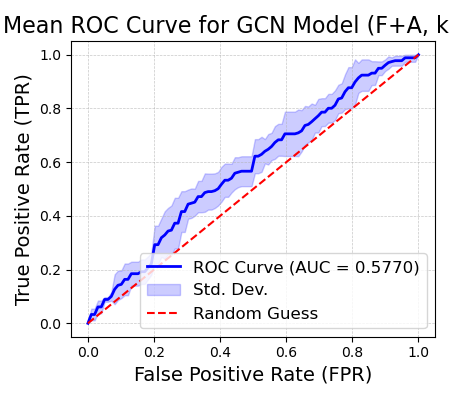 Mean ROC Curve for GCN Model (F+A, k
1.0
0.8
0.6
0.4
0.2
0.0
True Positive Rate (TPR)
ROC Curve (AUC = 0.5770)
Std. Dev.
Random Guess
0.0 0.2 0.4 0.6 0.8 1.0
False Positive Rate (FPR)